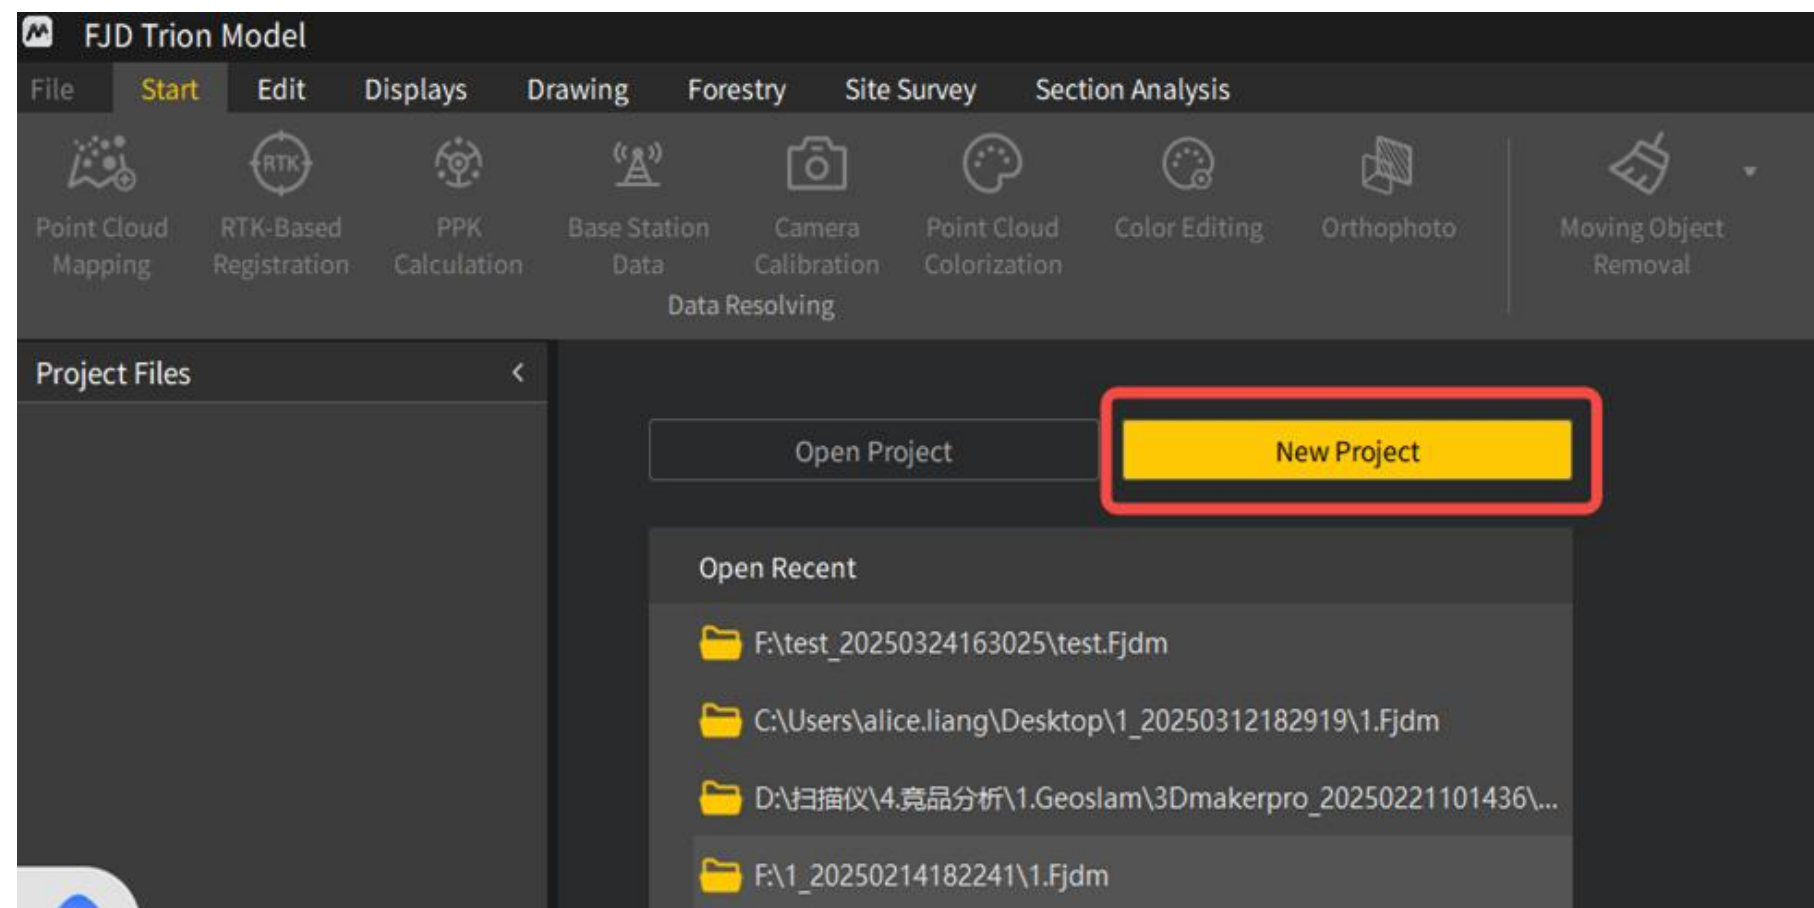 FJD Trion Model
File Start Edit Displays Drawing Forestry Site Survey Section Analysis
RTK
Point Cloud Mapping
RTK-Based Registration
PPK Calculation
Base Station Data
Camera Calibration
Point Cloud Colorization
Color Editing
Orthophoto
Moving Object Removal
Data Resolving
Project Files
Open Project
New Project
Open Recent
F:\test_20250324163025\test.Fjdm
C:\Users\alice.liang\Desktop\1_20250312182919\1.Fjdm
D:\扫描仪\4.竞品分析\1.Geoslam\3Dmakerpro_20250221101436\...
F:\1_20250214182241\1.Fjdm